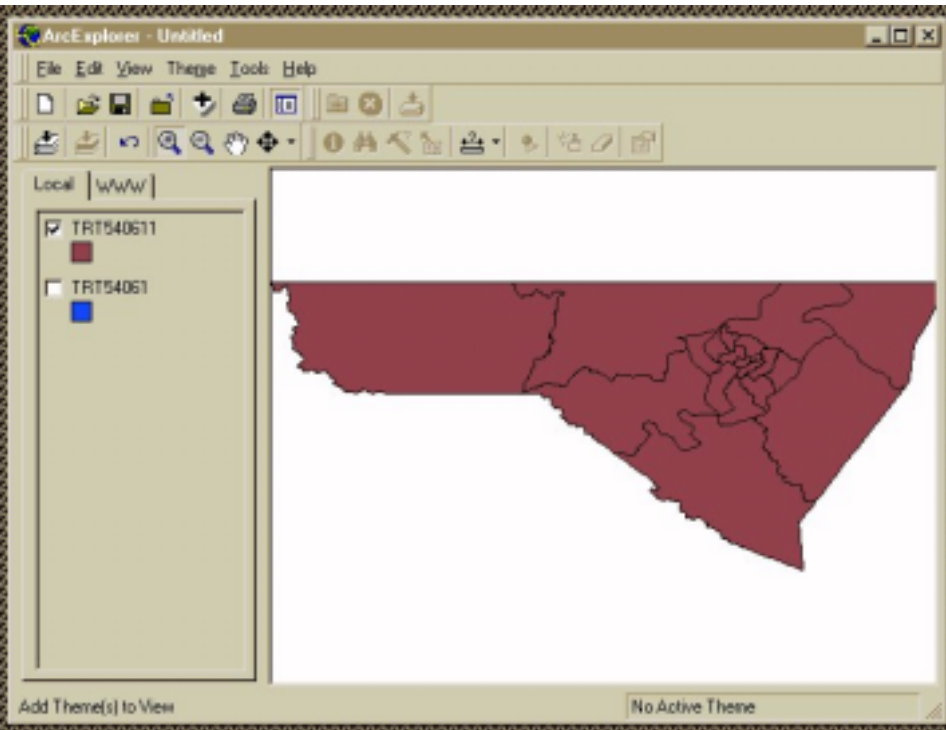 ArcExplorer - Untitled
File Edit View Theme Tools Help
Local WWW
TRT540611
TRT54061
Add Theme(s) to View No Active Theme